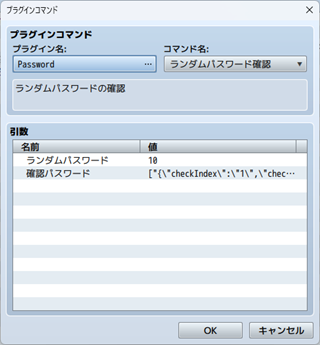 プラグインコマンド
プラグインコマンド
プラグイン名: コマンド名:
Password … ランダムパスワード確認
ランダムパスワードの確認
引数
名前 値
ランダムパスワード 10
確認パスワード ["{\"checkIndex\":\"1\",\"chec…
OK キャンセル